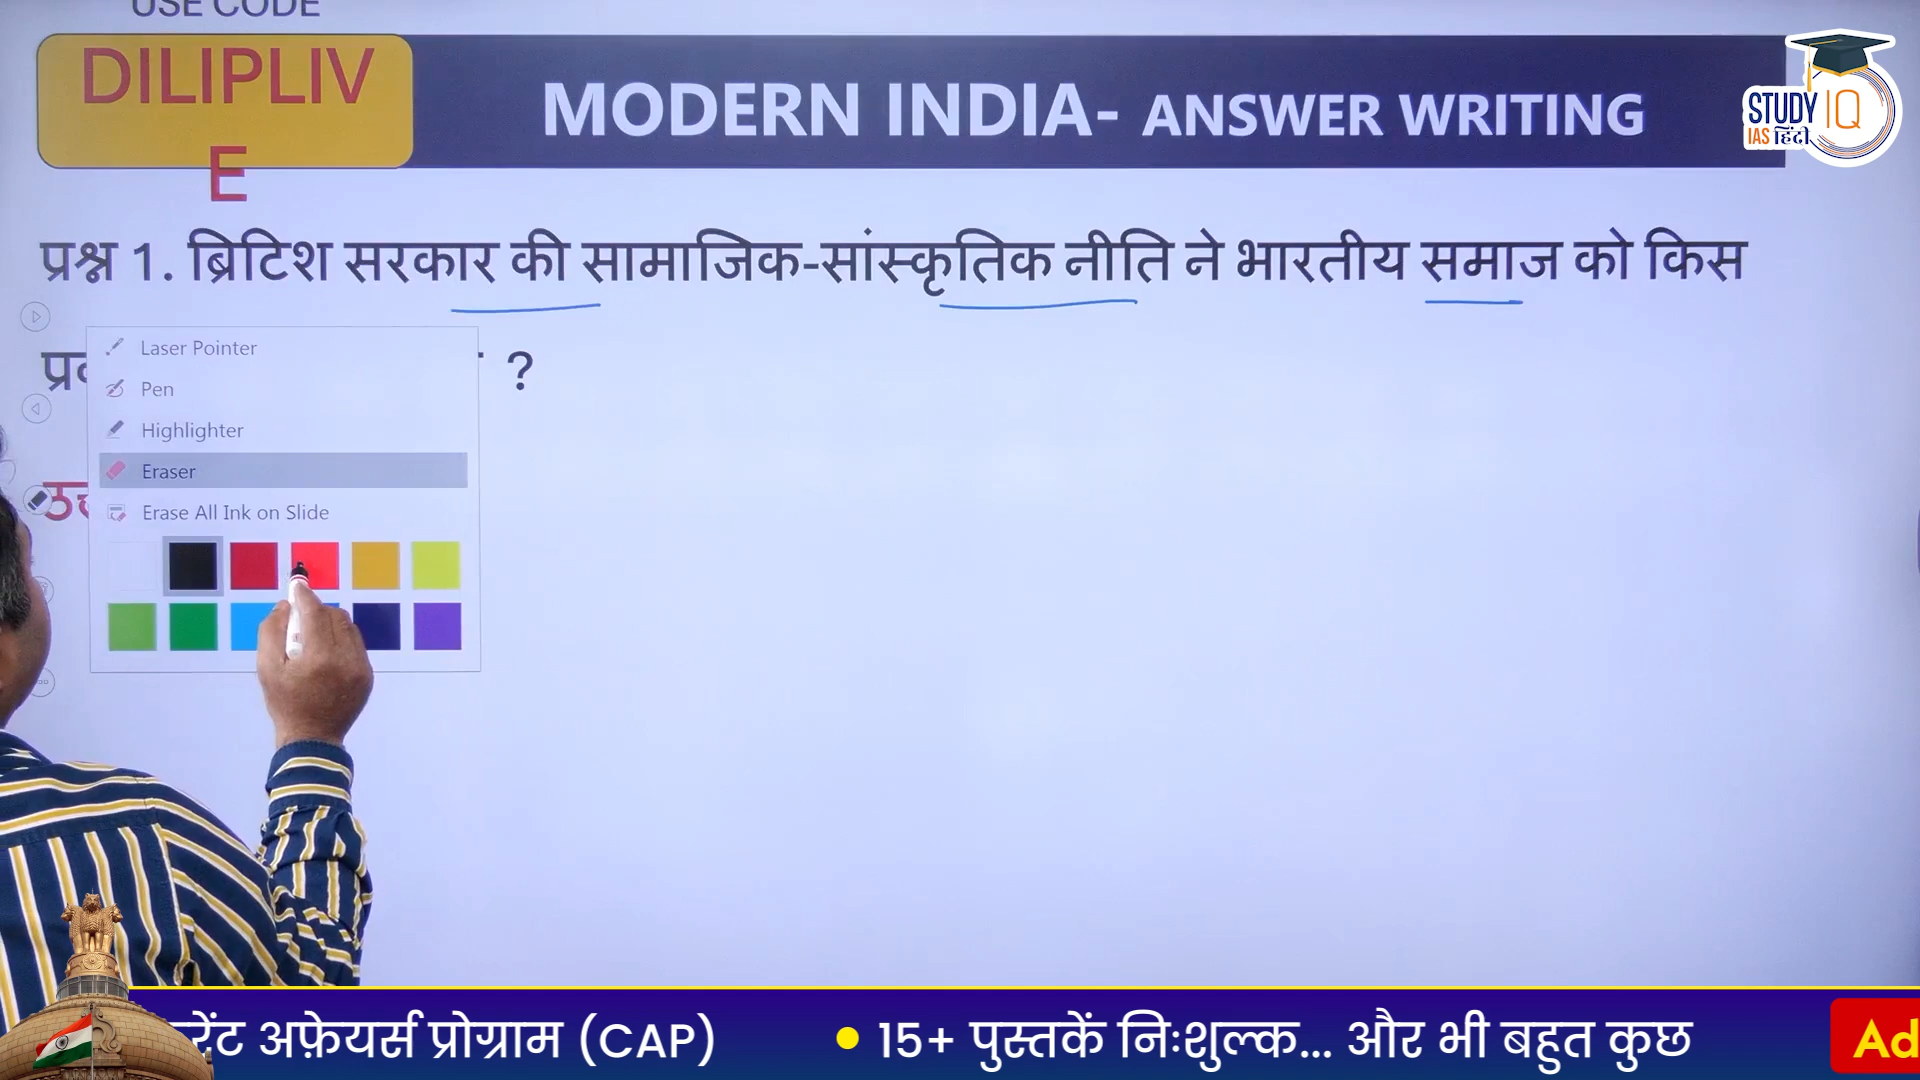 USE CODE
DILIPLIV
E
MODERN INDIA- ANSWER WRITING
STUDY IQ
IAS हिंदी
प्रश्न 1. ब्रिटिश सरकार की सामाजिक-सांस्कृतिक नीति ने भारतीय समाज को किस
?
Laser Pointer
Pen
Highlighter
Eraser
Erase All Ink on Slide
अफ़ेयर्स प्रोग्राम (CAP)
15+ पुस्तकें निःशुल्क... और भी बहुत कुछ